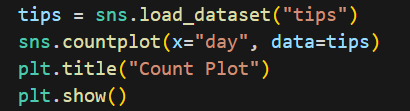 tips = sns.load_dataset("tips")
sns.countplot(x="day", data=tips)
plt.title("Count Plot")
plt.show()